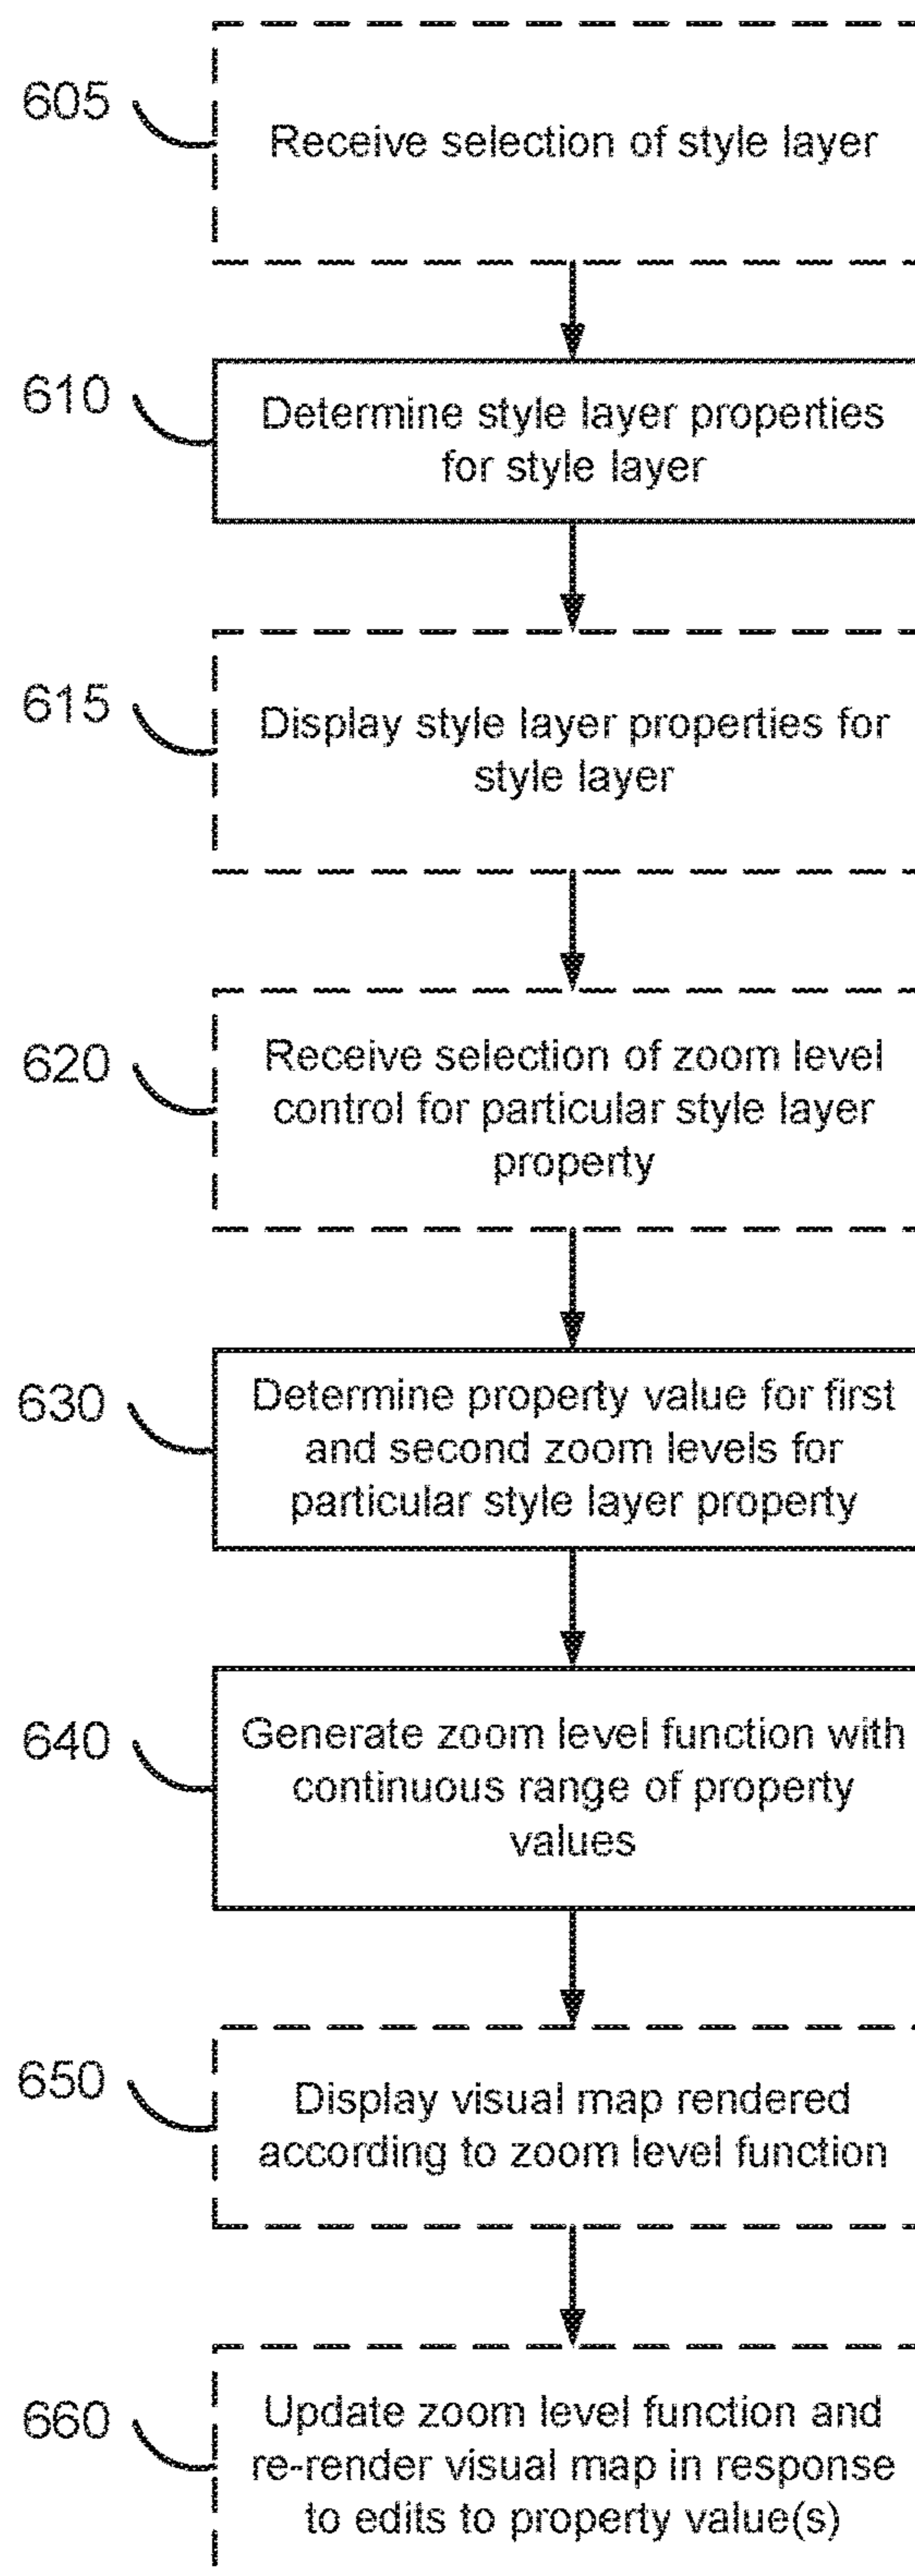 605
Receive selection of style layer
610
Determine style layer properties
for style layer
615
Display style layer properties for
style layer
620
Receive selection of zoom level
control for particular style layer
property
630
Determine property value for first
and second zoom levels for
particular style layer property
640
Generate zoom level function with
continuous range of property
values
650
Display visual map rendered
according to zoom level function
660
Update zoom level function and
re-render visual map in response
to edits to property value(s)